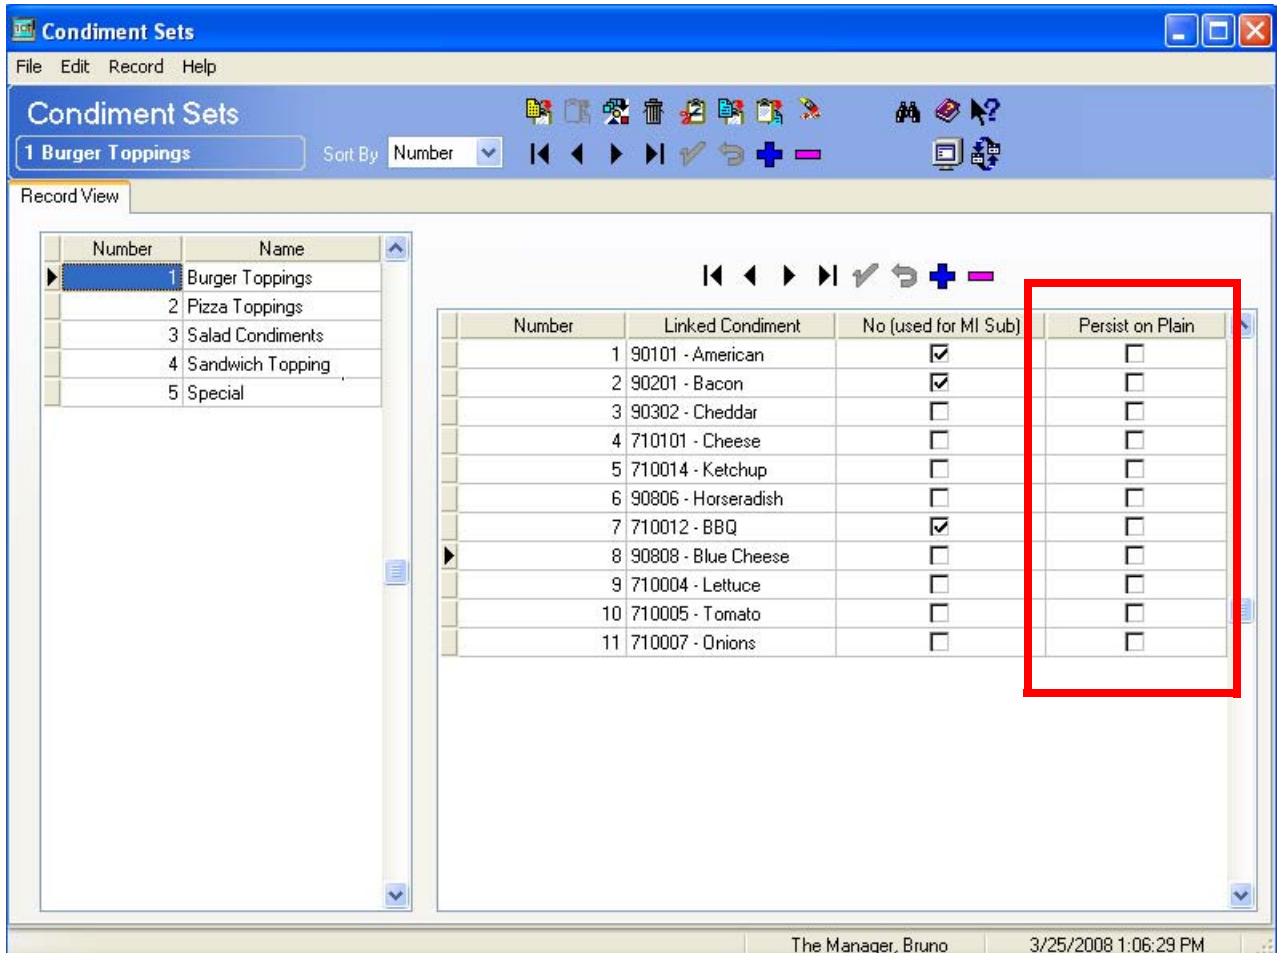 Condiment Sets
File Edit Record Help
Condiment Sets
1 Burger Toppings Sort By Number
Record View
Number Name
1 Burger Toppings
2 Pizza Toppings
3 Salad Condiments
4 Sandwich Topping
5 Special
Number Linked Condiment No (used for MI Sub) Persist on Plain
1 90101 - American
2 90201 - Bacon
3 90302 - Cheddar
4 710101 - Cheese
5 710014 - Ketchup
6 90806 - Horseradish
7 710012 - BBQ
8 90808 - Blue Cheese
9 710004 - Lettuce
10 710005 - Tomato
11 710007 - Onions
The Manager, Bruno 3/25/2008 1:06:29 PM